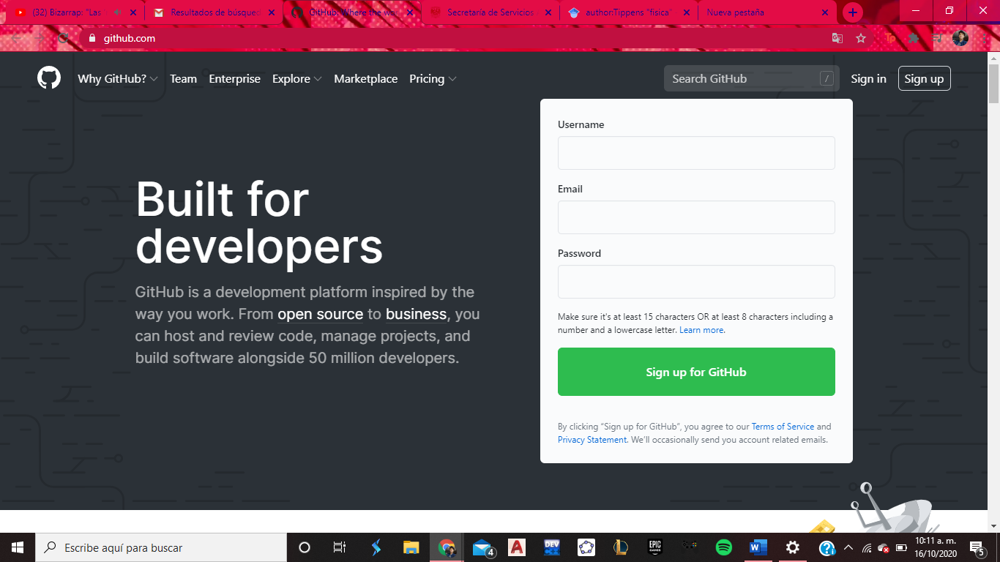 (32) Bizarrap: "Las
Resultados de búsqued
GitHub: Where the wor
Secretaría de Servicios
author:Tippens "física"
Nueva pestaña
github.com
Why GitHub?
Team
Enterprise
Explore
Marketplace
Pricing
Search GitHub
/
Sign in
Sign up
Username
Email
Password
Make sure it's at least 15 characters OR at least 8 characters including a
number and a lowercase letter. Learn more.
Sign up for GitHub
By clicking “Sign up for GitHub”, you agree to our Terms of Service and
Privacy Statement. We’ll occasionally send you account related emails.
Built for
developers
GitHub is a development platform inspired by the
way you work. From open source to business, you
can host and review code, manage projects, and
build software alongside 50 million developers.
Escribe aquí para buscar
4
A
DEV
EPIC
GAMES
W
10:11 a. m.
16/10/2020
5